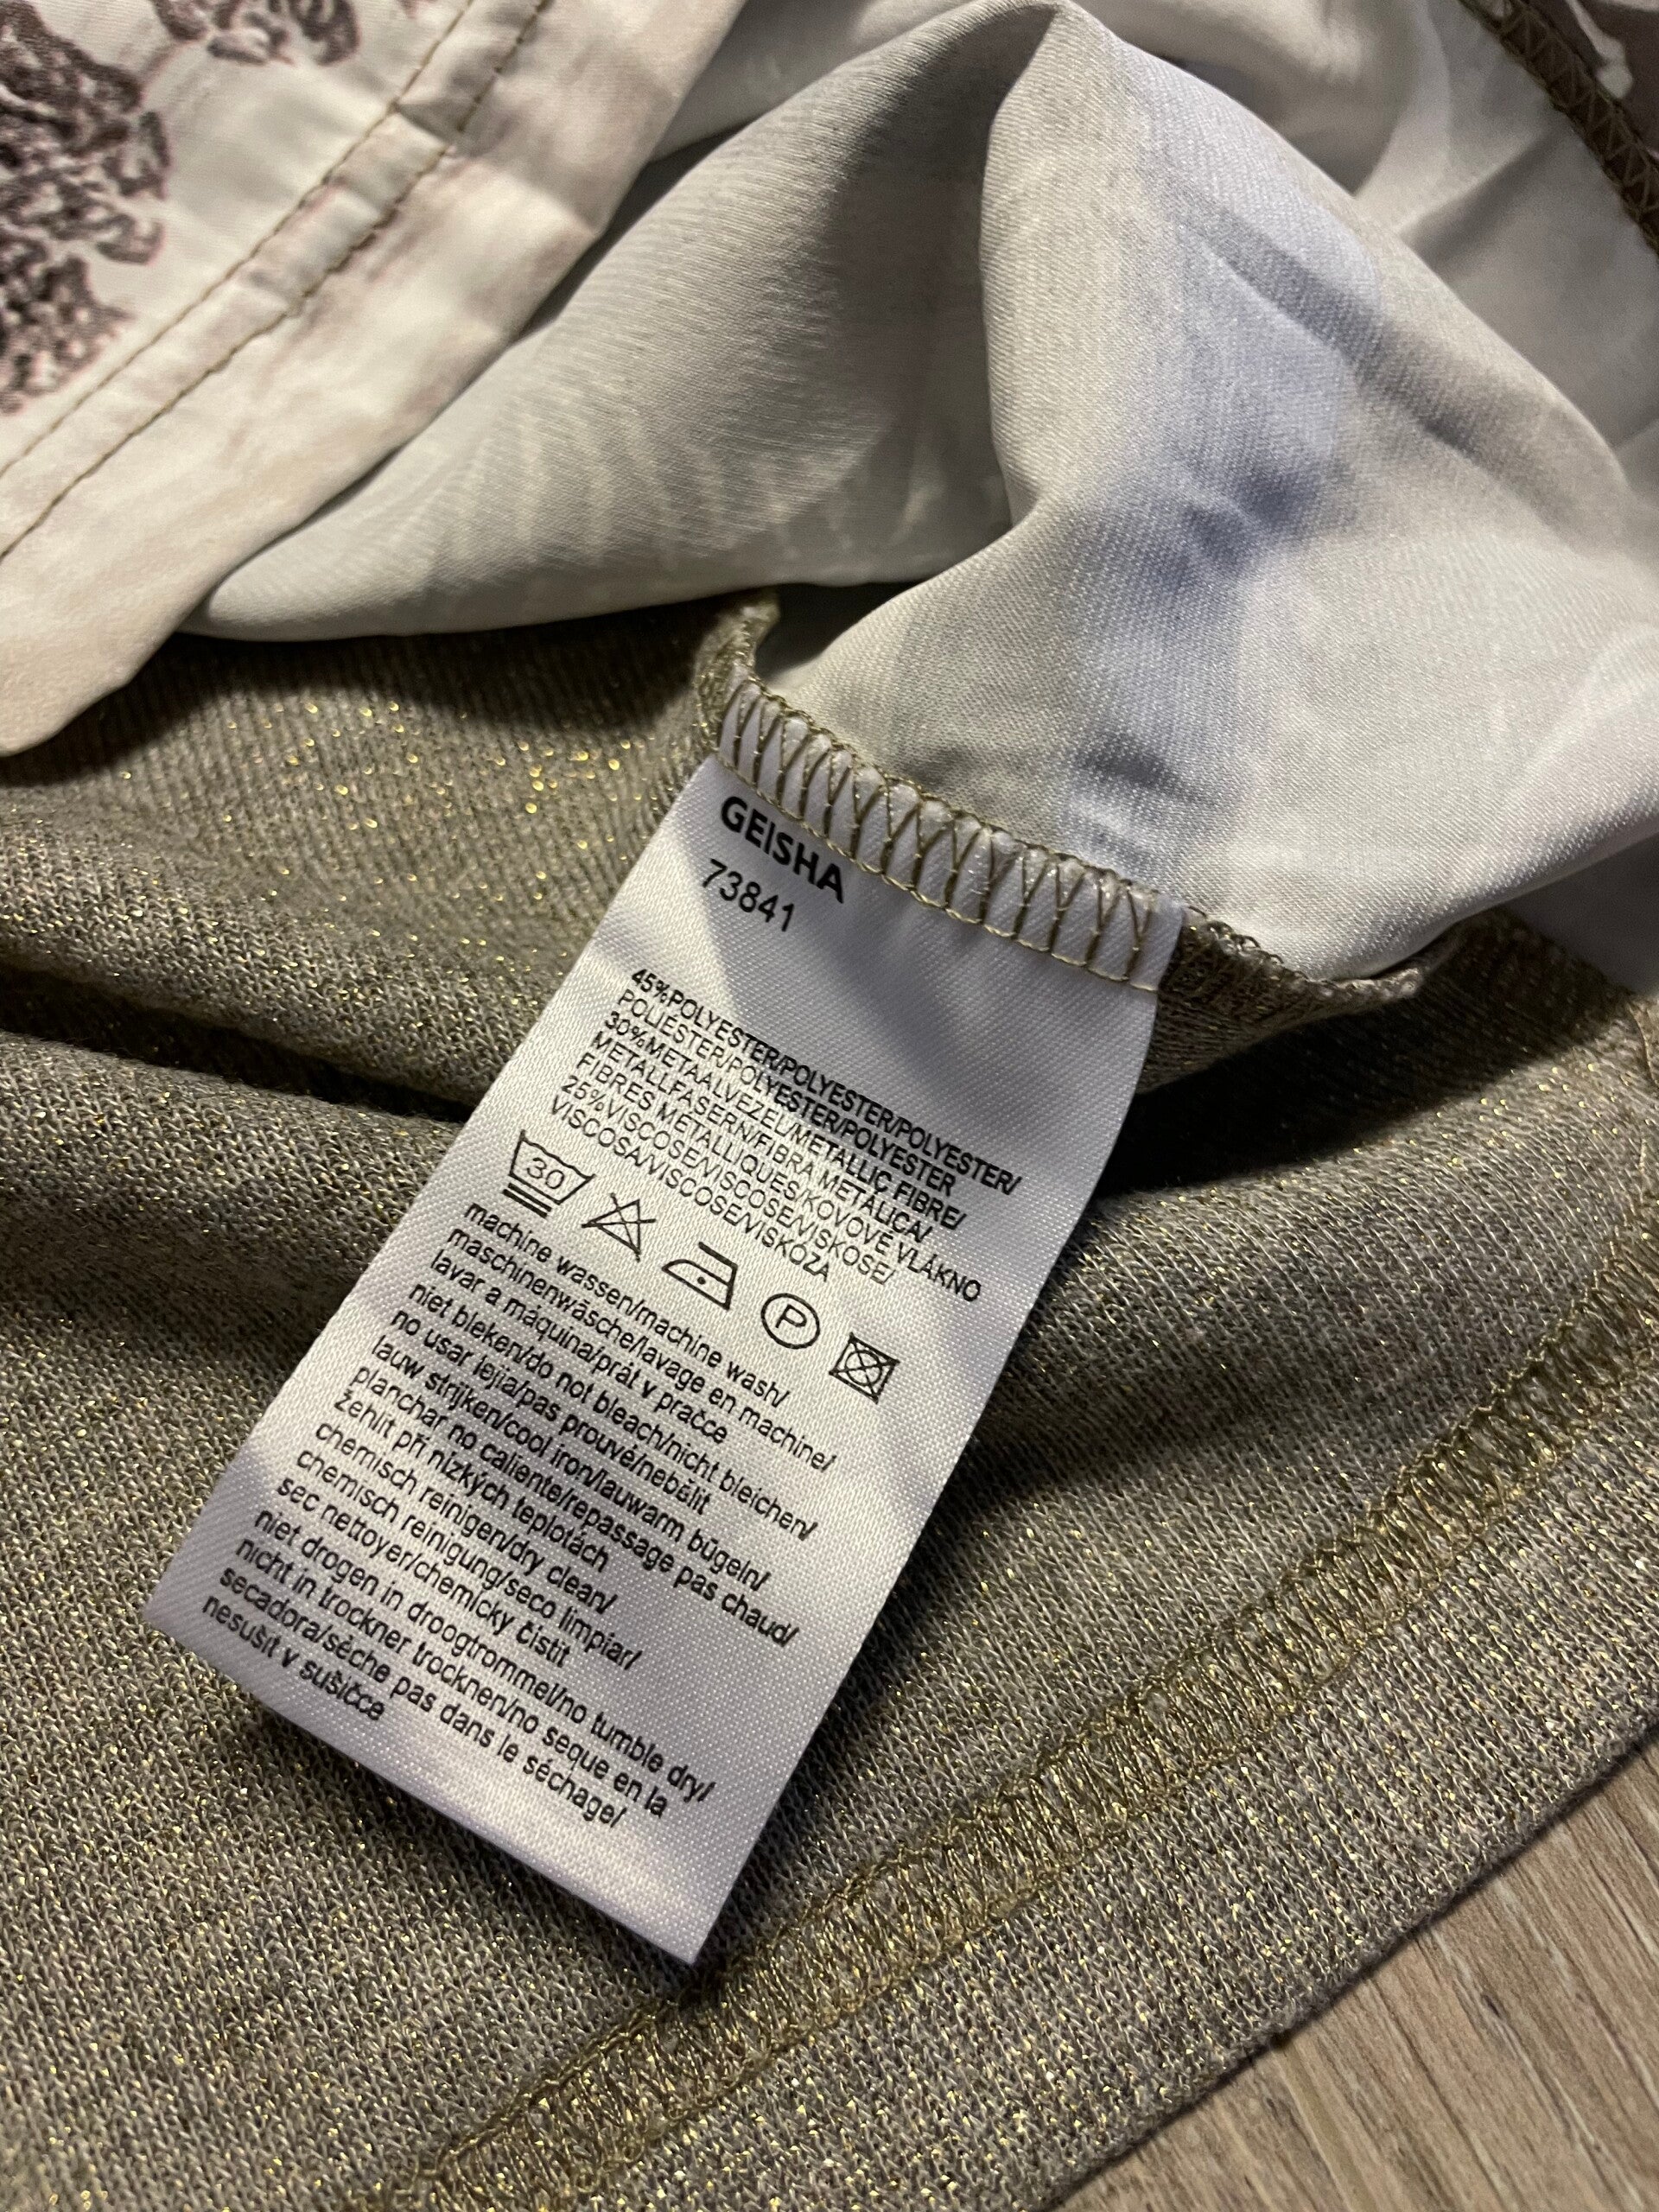 GEISHA
73841
45%POLYESTER/POLYESTER/POLYESTER/
POLIÉSTER/POLYESTER/POLYESTER
30%METAALVEZEL/METALLIC FIBRE/
METALLFASERN/FIBRA METÁLICA/
FIBRES METALLIQUES/KOVOVÉ VLÁKNO
25%VISCOSE/VISCOSE/VISKOSE/
VISCOSA/VISCOSE/VISKÓZA
30
P
machine wassen/machine wash/
maschinenwäsche/lavage en machine/
lavar a máquina/prát v pračce
niet bleken/do not bleach/nicht bleichen/
no usar lejia/pas prouvé/nebělit
lauw strijken/cool iron/lauwarm bügeln/
planchar no caliente/repassage pas chaud/
žehlit při nízkých teplotách
chemisch reinigen/dry clean/
chemisch reinigung/seco limpiar/
sec nettoyer/chemicky čistit
niet drogen in droogtrommel/no tumble dry/
nicht in trockner trocknen/no seque en la
secadora/sèche pas dans le séchage/
nesušit v sušičce